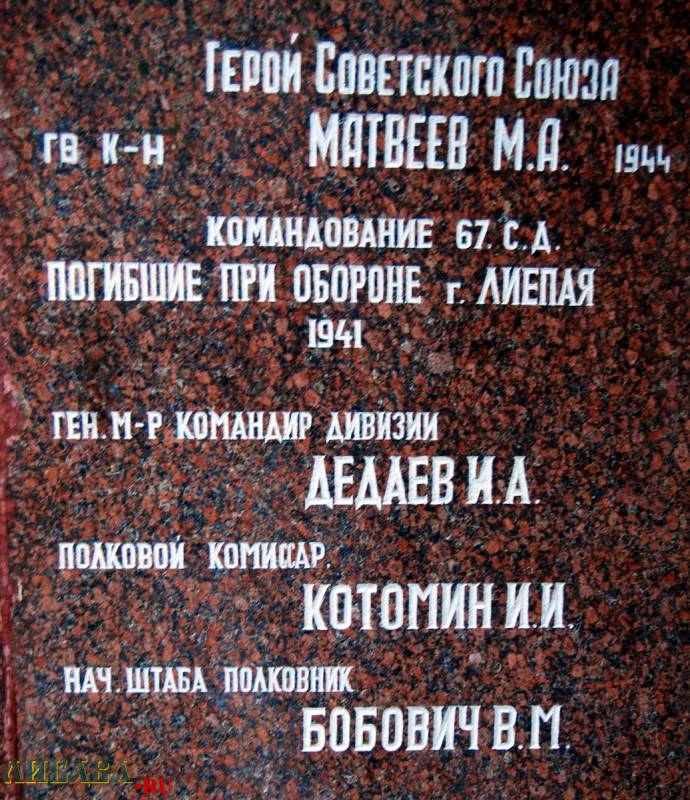 Герой Советского Союза
ГВ К-Н МАТВЕЕВ М.А. 1944
КОМАНДОВАНИЕ 67. С.Д.
ПОГИБШИЕ ПРИ ОБОРОНЕ г. ЛИЕПАЯ
1941
ГЕН. М-Р КОМАНДИР ДИВИЗИИ
ДЕДАЕВ И.А.
ПОЛКОВОЙ КОМИССАР.
КОТОМИН И.И.
НАЧ. ШТАБА ПОЛКОВНИК
БОБОВИЧ В.М.
ЛИБАВА.RU